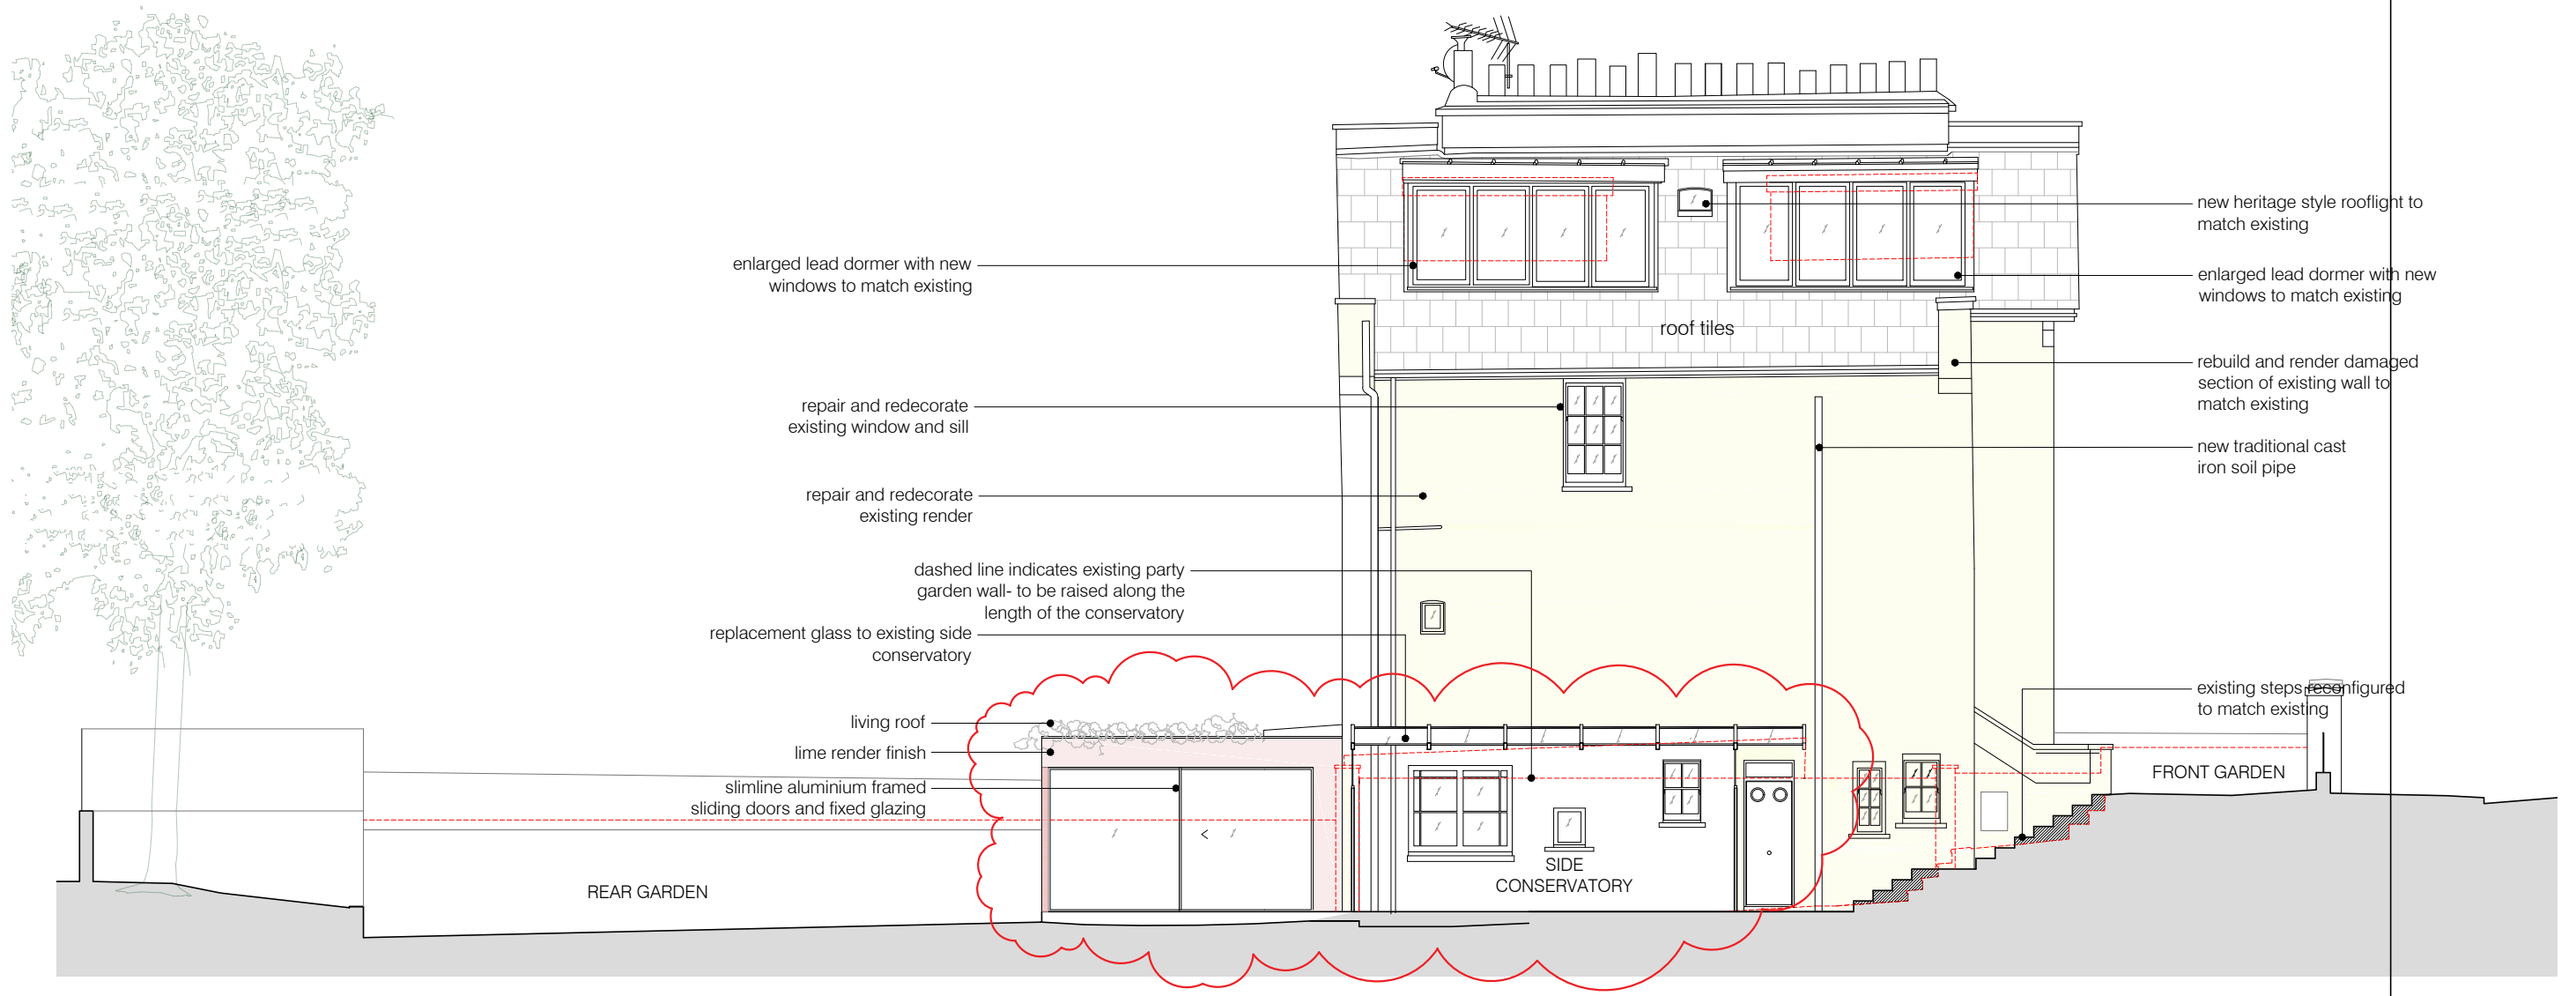 new heritage style rooflight to
match existing
enlarged lead dormer with new
windows to match existing
enlarged lead dormer with new
windows to match existing
roof tiles
rebuild and render damaged
section of existing wall to
match existing
repair and redecorate
existing window and sill
new traditional cast
iron soil pipe
repair and redecorate
existing render
dashed line indicates existing party
garden wall- to be raised along the
length of the conservatory
replacement glass to existing side
conservatory
existing steps reconfigured
to match existing
living roof
lime render finish
slimline aluminium framed
sliding doors and fixed glazing
FRONT GARDEN
REAR GARDEN
SIDE
CONSERVATORY